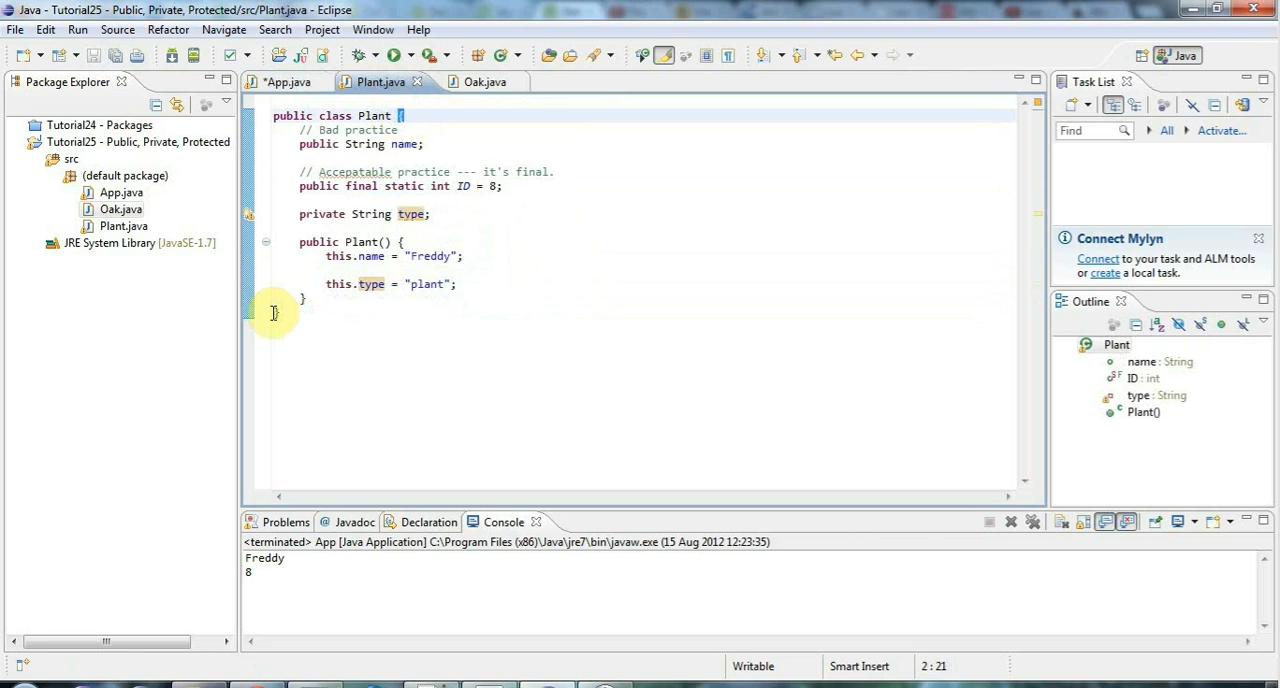 Java - Tutorial25 - Public, Private, Protected/src/Plant.java - Eclipse
File Edit Run Source Refactor Navigate Search Project Window Help
Java
Package Explorer
*App.java Plant.java Oak.java
Task List
Tutorial24 - Packages
Tutorial25 - Public, Private, Protected
src
(default package)
App.java
Oak.java
Plant.java
JRE System Library [JavaSE-1.7]
public class Plant {
// Bad practice
public String name;
// Accepatable practice --- it's final.
public final static int ID = 8;
private String type;
public Plant() {
this.name = "Freddy";
this.type = "plant";
}
}
Find All Activate...
Connect Mylyn
Connect to your task and ALM tools
or create a local task.
Outline
Plant
name : String
ID : int
type : String
Plant()
Problems Javadoc Declaration Console
<terminated> App [Java Application] C:\Program Files (x86)\Java\jre7\bin\javaw.exe (15 Aug 2012 12:23:35)
Freddy
8
Writable Smart Insert 2 : 21